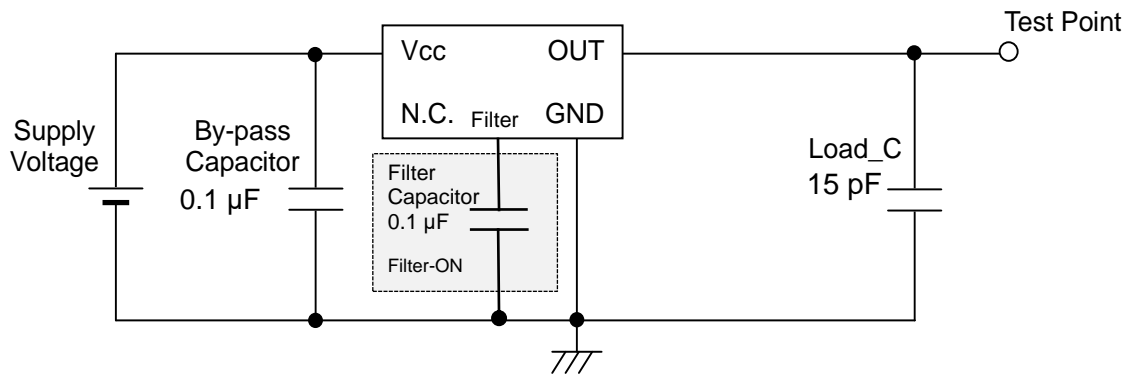 Test Point
Vcc OUT
N.C. Filter GND
Supply
Voltage
By-pass
Capacitor
0.1 µF
Filter
Capacitor
0.1 µF
Filter-ON
Load_C
15 pF